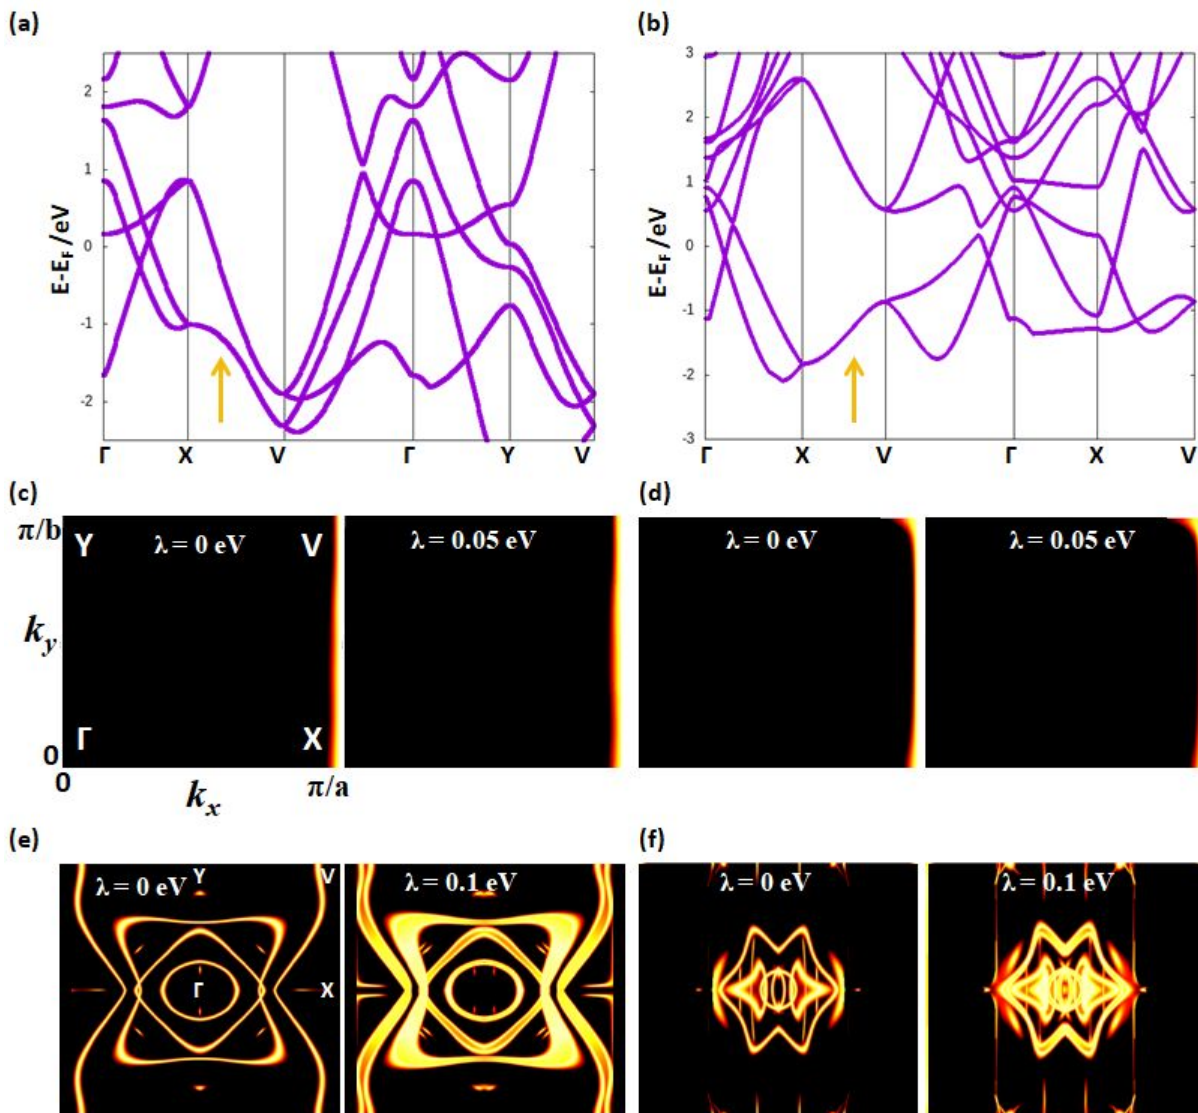 (a)
(b)
E-E_F /eV
2
1
0
-1
-2
Γ X V Γ Y V
E-E_F /eV
3
2
1
0
-1
-2
-3
Γ X V Γ X V
(c)
(d)
π/b
Y λ = 0 eV V
λ = 0.05 eV
λ = 0 eV
λ = 0.05 eV
k_y
Γ X
0
0 k_x π/a
(e)
(f)
λ = 0 eV Y V
λ = 0.1 eV
λ = 0 eV
λ = 0.1 eV
Γ X